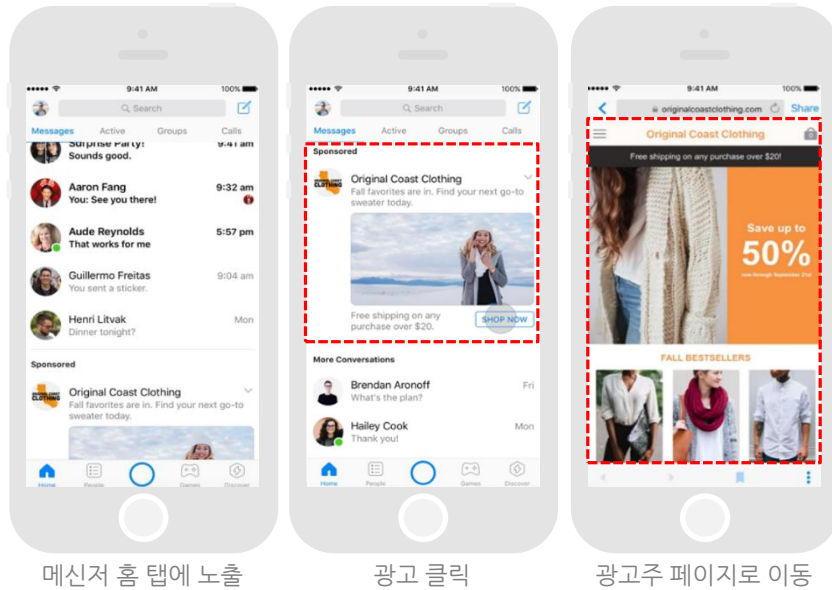 9:41 AM
100%
Search
Messages Active Groups Calls
Surprise Party!
Sounds good.
9:41 am
Aaron Fang
You: See you there!
9:32 am
Aude Reynolds
That works for me
5:57 pm
Guillermo Freitas
You sent a sticker.
9:04 am
Henri Litvak
Dinner tonight?
Mon
Sponsored
CLOTHING
Original Coast Clothing
Fall favorites are in. Find your next go-to
sweater today.
Home People Games Discover
메신저 홈 탭에 노출
9:41 AM
100%
Search
Messages Active Groups Calls
Sponsored
CLOTHING
Original Coast Clothing
Fall favorites are in. Find your next go-to
sweater today.
Free shipping on any
purchase over $20.
SHOP NOW
More Conversations
Brendan Aronoff
What's the plan?
Fri
Hailey Cook
Thank you!
Mon
Home People Games Discover
광고 클릭
9:41 AM
100%
originalcoastclothing.com
Share
Original Coast Clothing
Free shipping on any purchase over $20!
Save up to
50%
now through September 21st
FALL BESTSELLERS
광고주 페이지로 이동